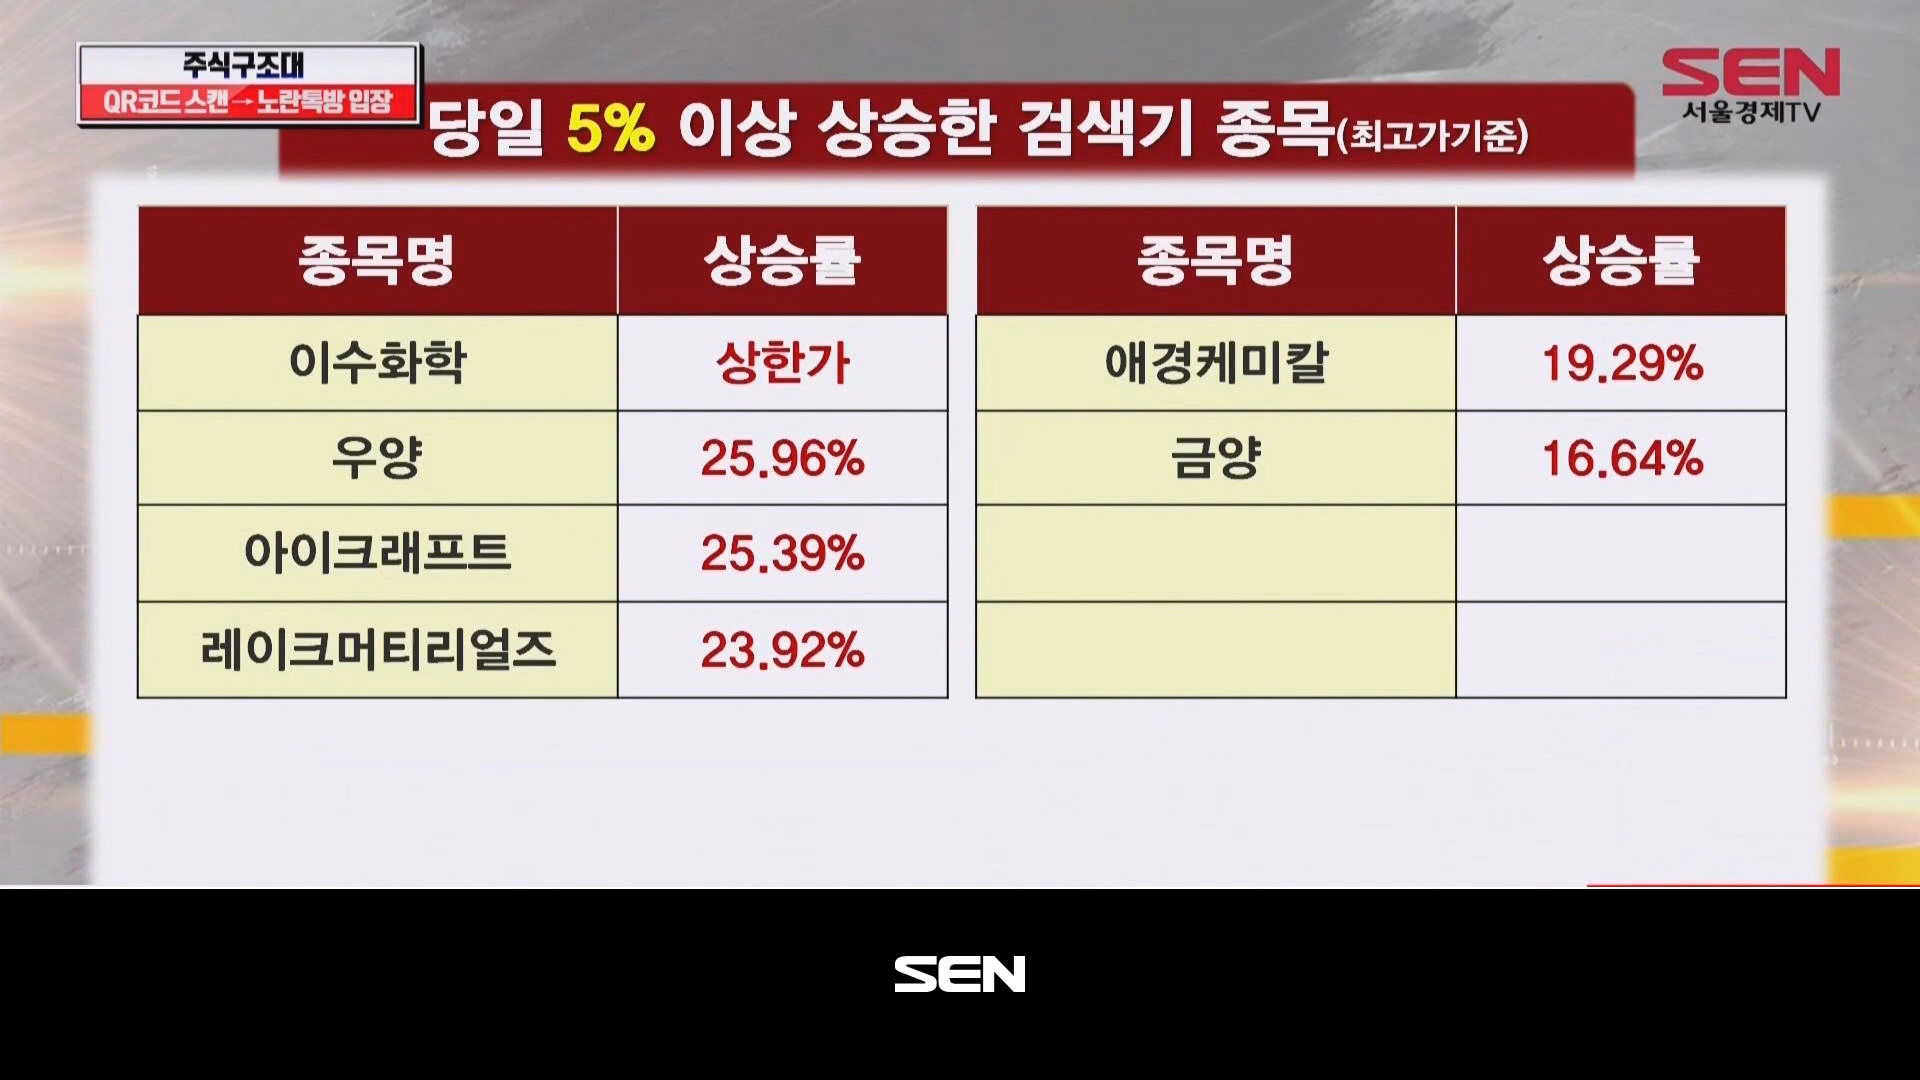 주식구조대
QR코드 스캔→노란톡방 입장
SEN
서울경제TV
당일 5% 이상 상승한 검색기 종목(최고가기준)
종목명 상승률 종목명 상승률
이수화학 상한가 애경케미칼 19.29%
우양 25.96% 금양 16.64%
아이크래프트 25.39%
레이크머티리얼즈 23.92%
SEN